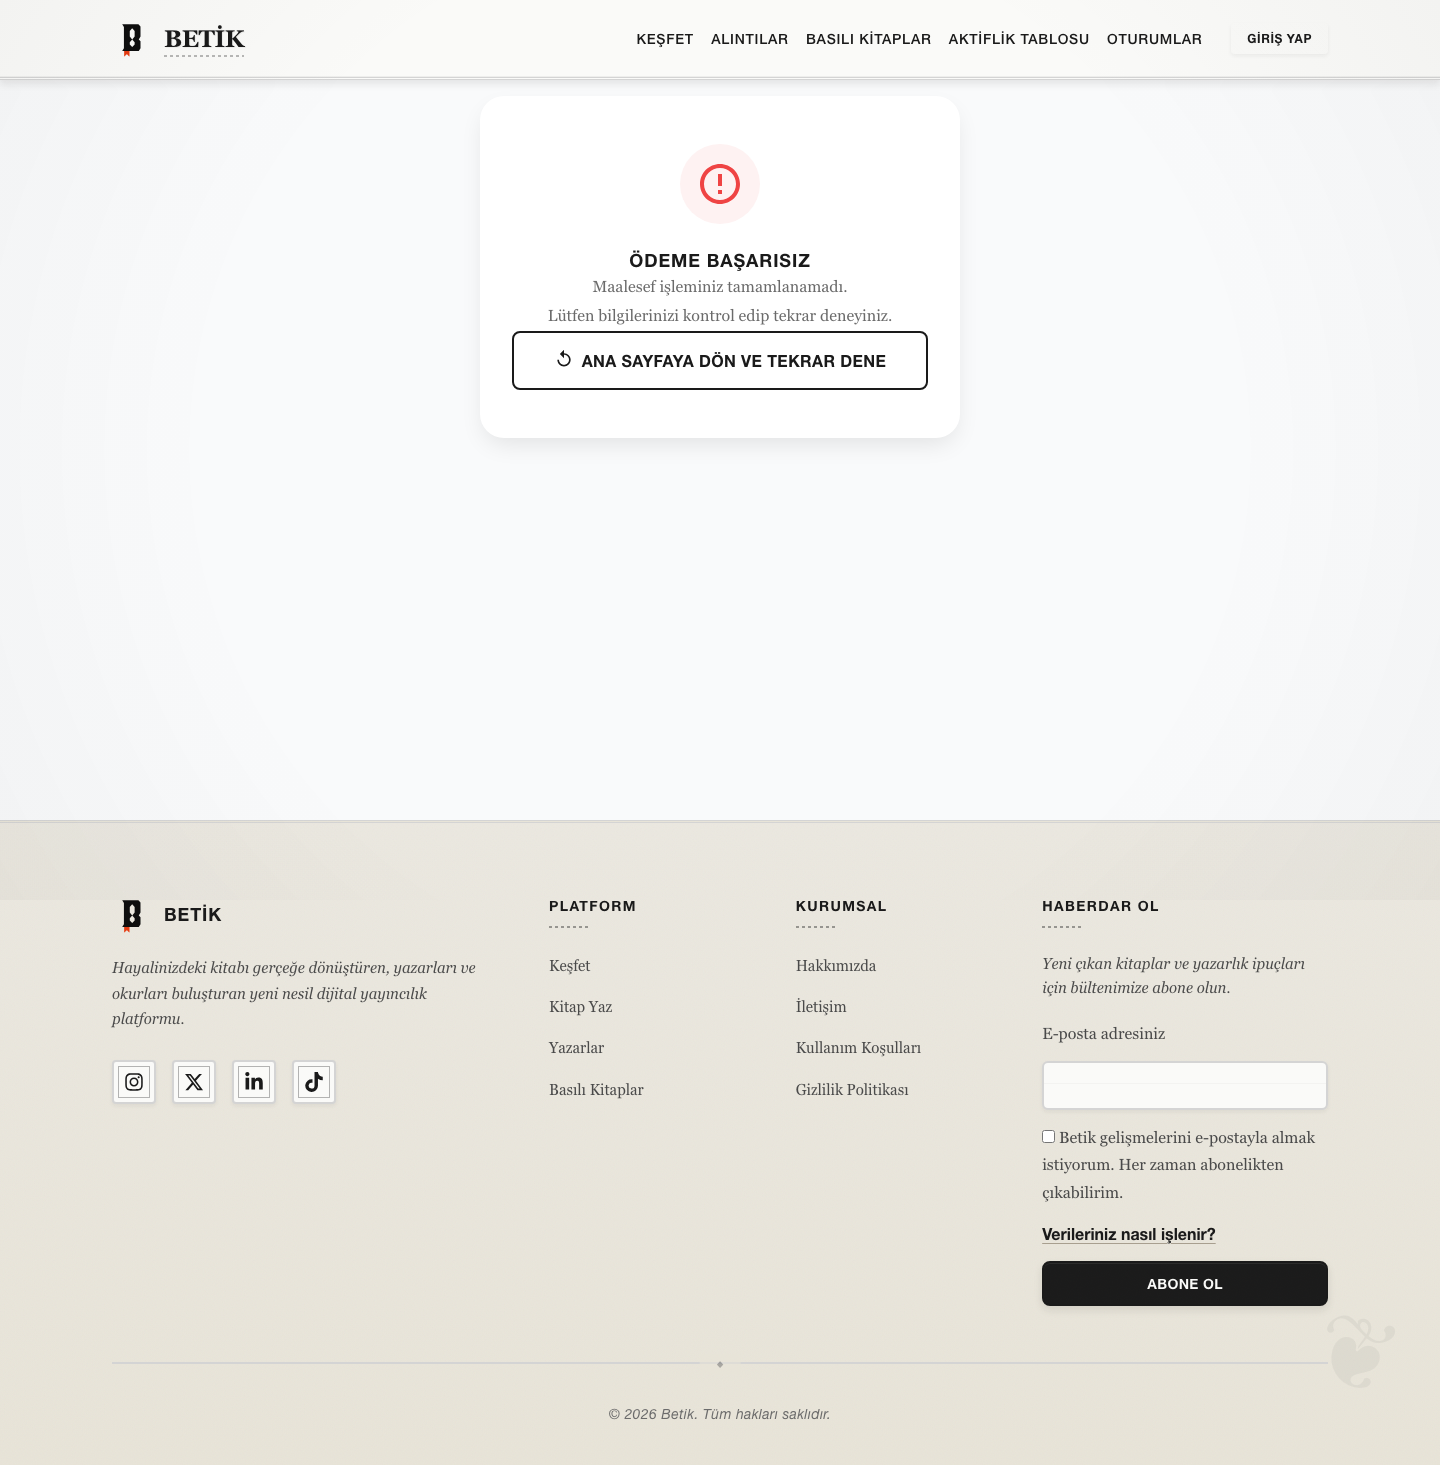 BETİK
KEŞFET ALINTILAR BASILI KİTAPLAR AKTİFLİK TABLOSU OTURUMLAR GİRİŞ YAP
ÖDEME BAŞARISIZ
Maalesef işleminiz tamamlanamadı.
Lütfen bilgilerinizi kontrol edip tekrar deneyiniz.
ANA SAYFAYA DÖN VE TEKRAR DENE
BETİK
Hayalinizdeki kitabı gerçeğe dönüştüren, yazarları ve
okurları buluşturan yeni nesil dijital yayıncılık
platformu.
PLATFORM
Keşfet
Kitap Yaz
Yazarlar
Basılı Kitaplar
KURUMSAL
Hakkımızda
İletişim
Kullanım Koşulları
Gizlilik Politikası
HABERDAR OL
Yeni çıkan kitaplar ve yazarlık ipuçları
için bültenimize abone olun.
E-posta adresiniz
Betik gelişmelerini e-postayla almak
istiyorum. Her zaman abonelikten
çıkabilirim.
Verileriniz nasıl işlenir?
ABONE OL
© 2026 Betik. Tüm hakları saklıdır.